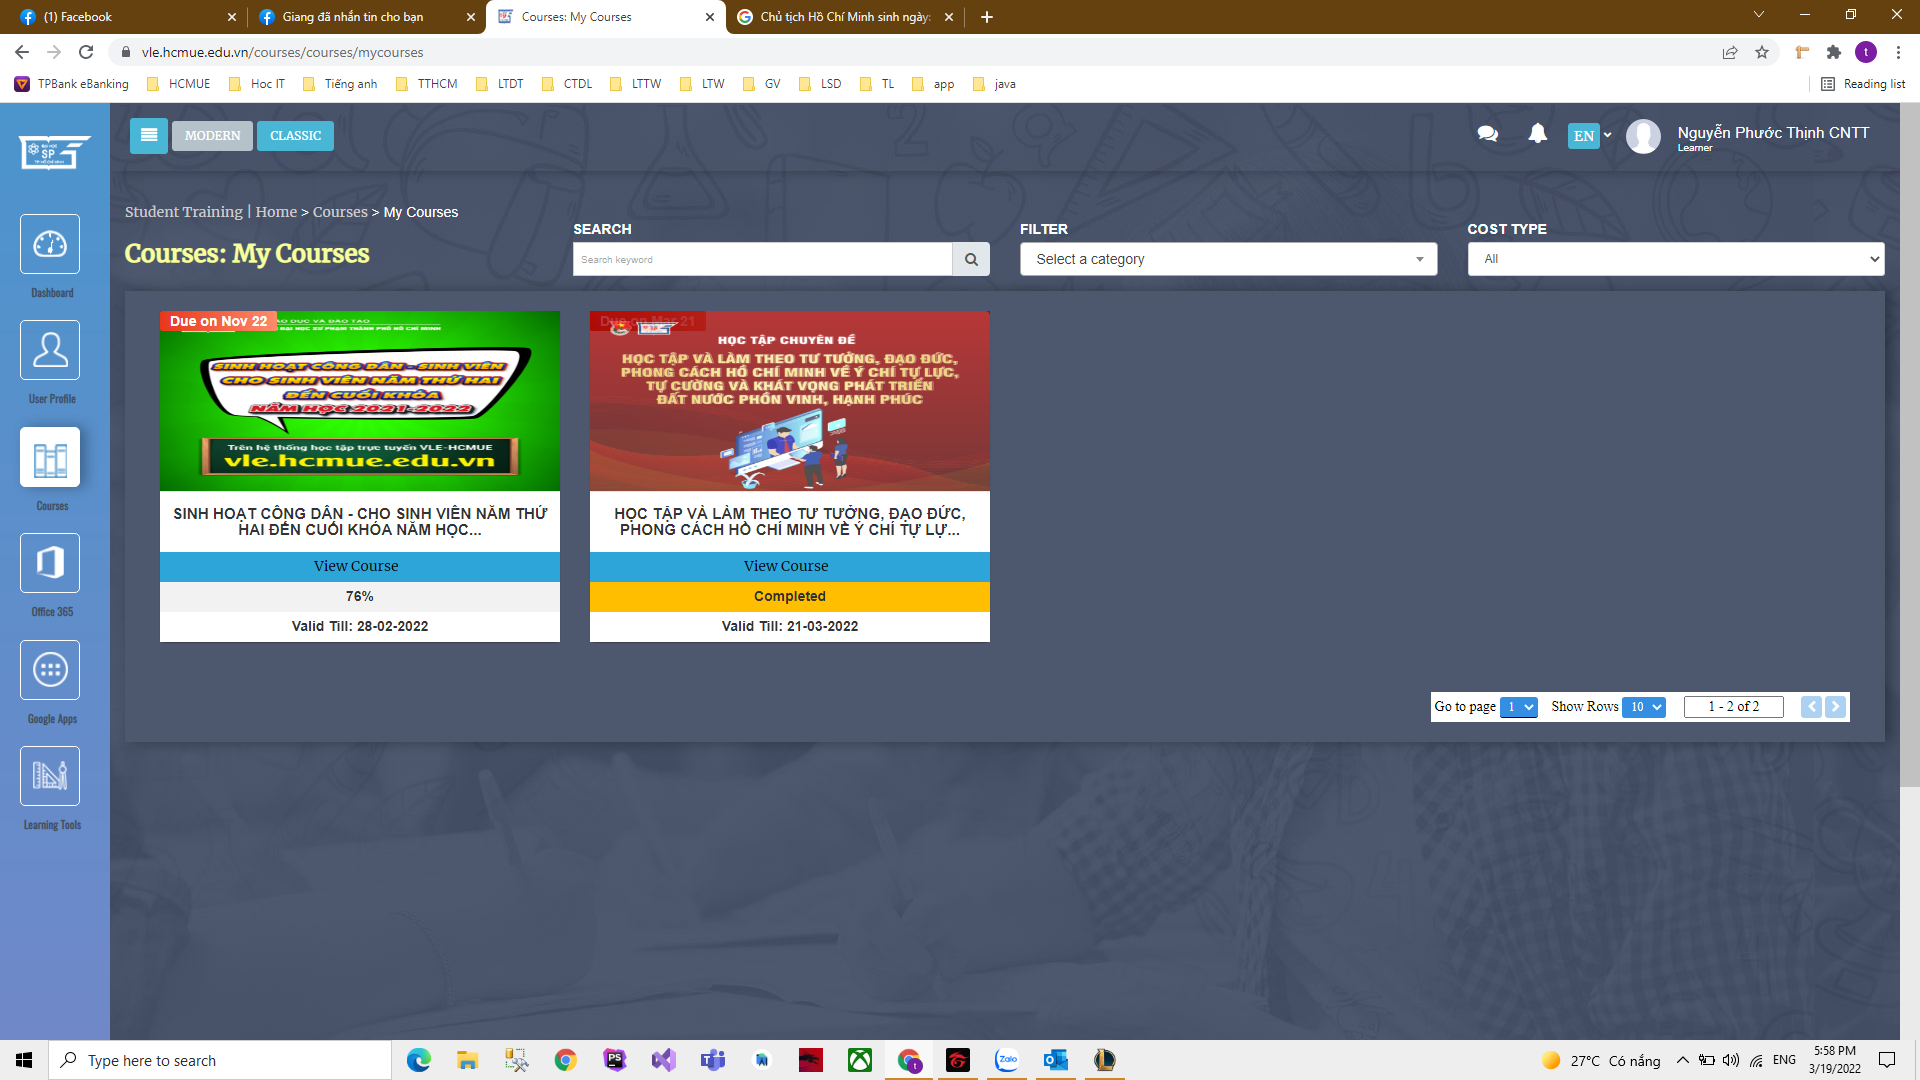 (1) Facebook
Giang đã nhắn tin cho bạn
Courses: My Courses
Chủ tịch Hồ Chí Minh sinh ngày:
vle.hcmue.edu.vn/courses/courses/mycourses
t
TPBank eBanking
HCMUE
Hoc IT
Tiếng anh
TTHCM
LTDT
CTDL
LTTW
LTW
GV
LSD
TL
app
java
Reading list
SP
MODERN
CLASSIC
EN
Nguyễn Phước Thịnh CNTT
Learner
Student Training | Home > Courses > My Courses
Courses: My Courses
SEARCH
Search keyword
FILTER
Select a category
COST TYPE
All
Dashboard
User Profile
Courses
Office 365
Google Apps
Learning Tools
Due on Nov 22
SINH HOẠT CÔNG DÂN - SINH VIÊN
CHO SINH VIÊN NĂM THỨ HAI
ĐẾN CUỐI KHÓA
NĂM HỌC 2021-2022
Trên hệ thống học tập trực tuyến VLE-HCMUE
vle.hcmue.edu.vn
SINH HOẠT CÔNG DÂN - CHO SINH VIÊN NĂM THỨ
HAI ĐẾN CUỐI KHÓA NĂM HỌC...
View Course
76%
Valid Till: 28-02-2022
Due on Mar 21
HỌC TẬP CHUYÊN ĐỀ
HỌC TẬP VÀ LÀM THEO TƯ TƯỞNG, ĐẠO ĐỨC,
PHONG CÁCH HỒ CHÍ MINH VỀ Ý CHÍ TỰ LỰC,
TỰ CƯỜNG VÀ KHÁT VỌNG PHÁT TRIỂN
ĐẤT NƯỚC PHỒN VINH, HẠNH PHÚC
HỌC TẬP VÀ LÀM THEO TƯ TƯỞNG, ĐẠO ĐỨC,
PHONG CÁCH HỒ CHÍ MINH VỀ Ý CHÍ TỰ LỰ...
View Course
Completed
Valid Till: 21-03-2022
Go to page 1 Show Rows 10 1 - 2 of 2
Type here to search
PS
Zalo
t
27°C Có nắng
ENG
5:58 PM
3/19/2022